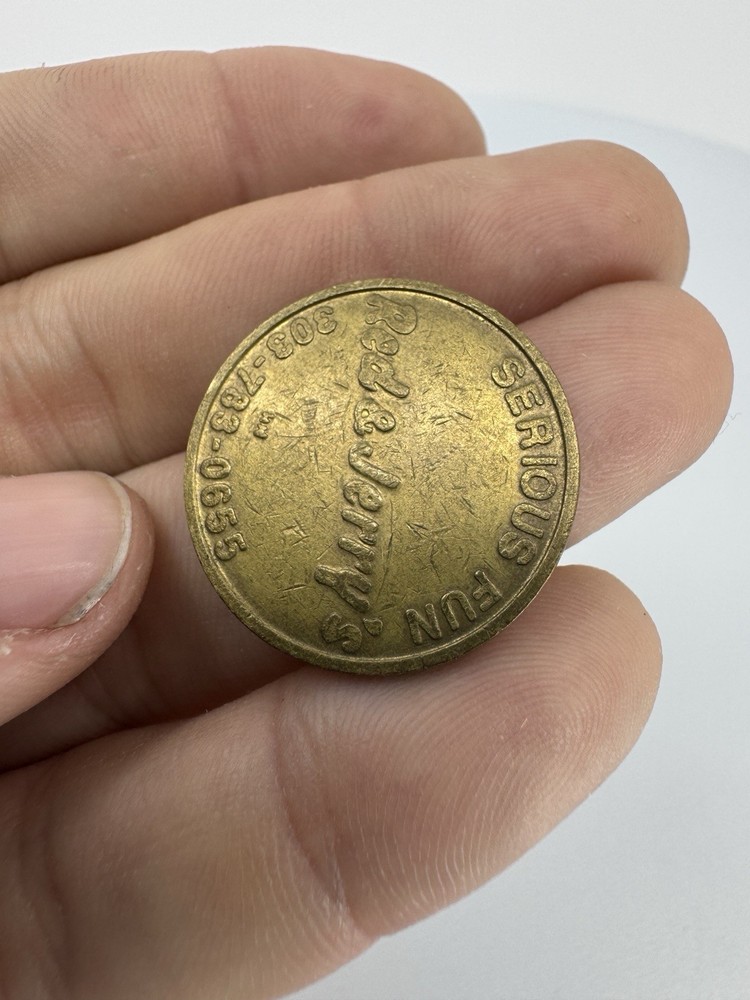 SERIOUS FUN
Red & Jerry's
303-783-0655